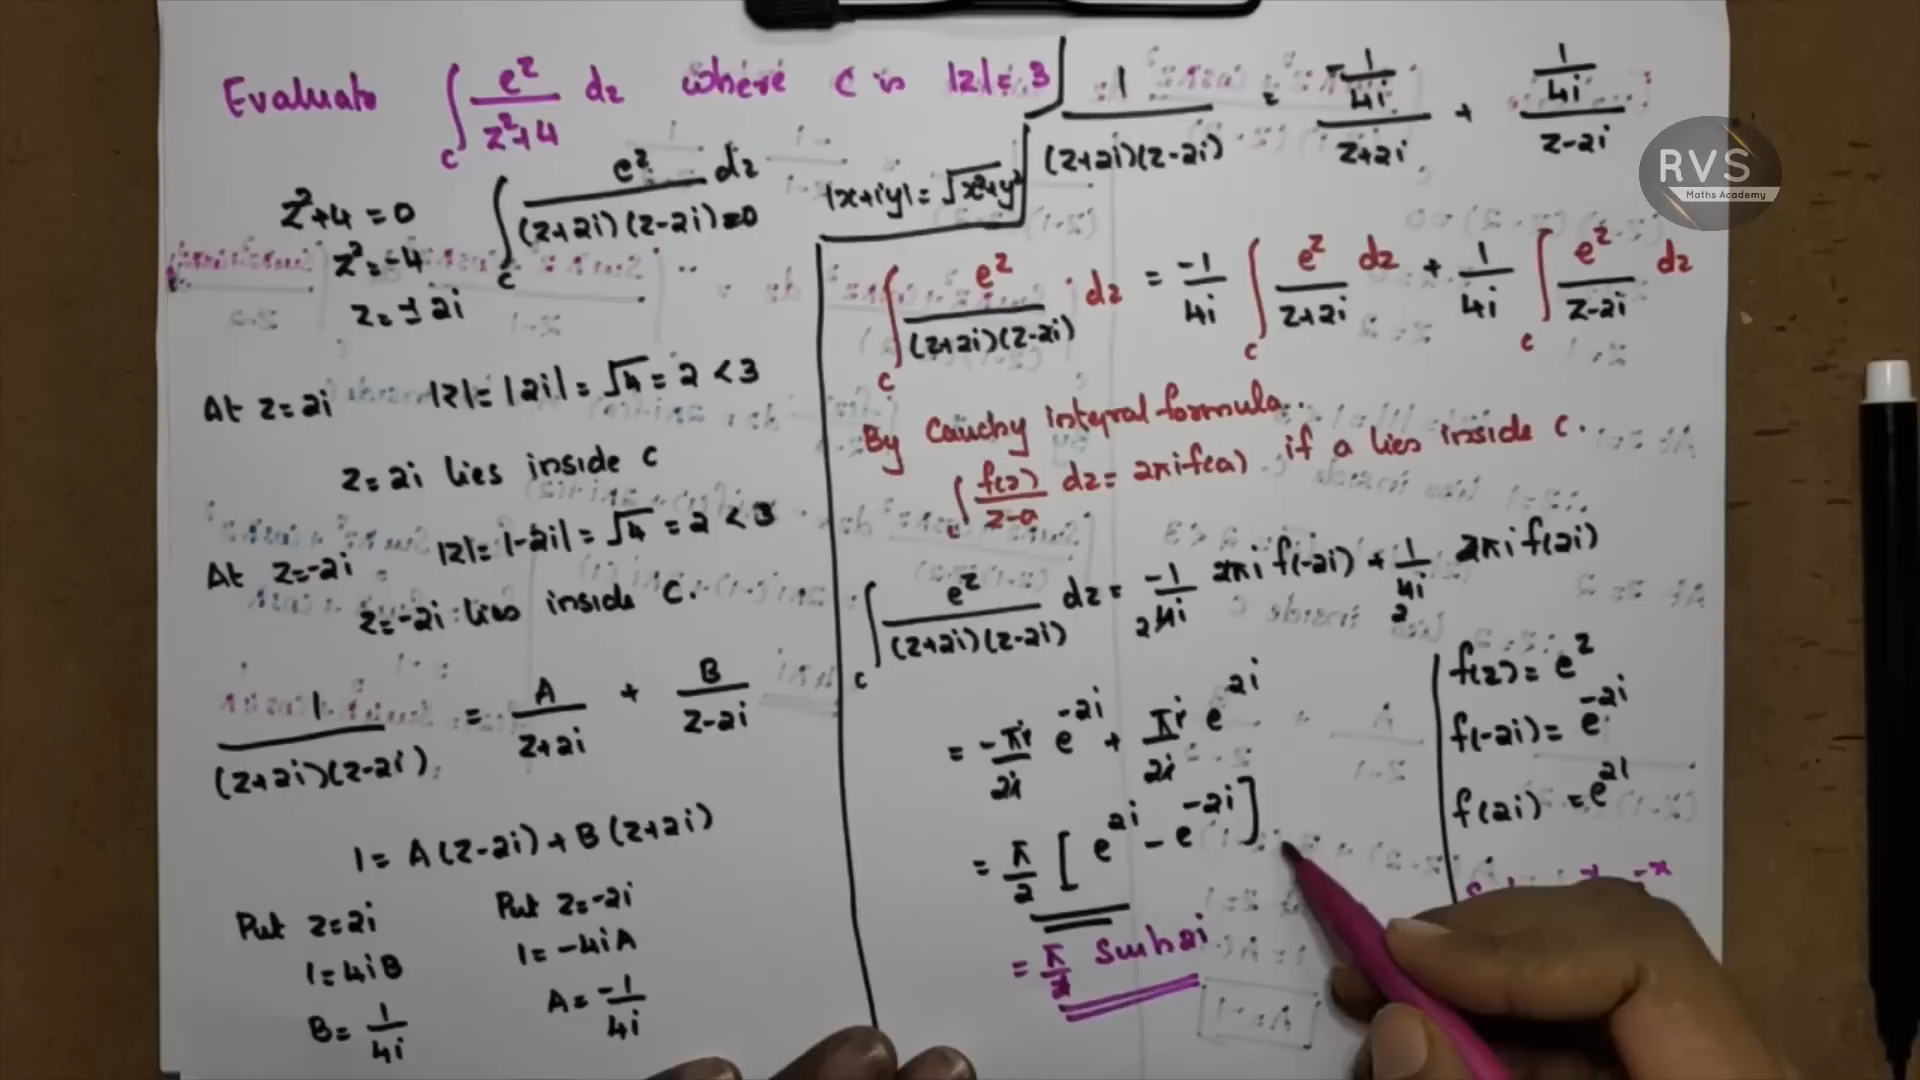 Evaluate ∫_C e^z/(z²+4) dz where C is |z|=3
z²+4 = 0
∫_C e^z/((z+2i)(z-2i)=0) dz
|x+iy| = √(x²+y²)
z² = -4
z = ± 2i
At z=2i |z| = |2i| = √4 = 2 < 3
z=2i lies inside C
At z=-2i |z| = |-2i| = √4 = 2 < 3
z=-2i lies inside C.
1/((z+2i)(z-2i)) = A/(z+2i) + B/(z-2i)
1 = A(z-2i) + B(z+2i)
Put z=2i
1 = 4iB
B = 1/4i
Put z=-2i
1 = -4iA
A = -1/4i
1/((z+2i)(z-2i)) = (-1/4i)/(z+2i) + (1/4i)/(z-2i)
RVS
Maths Academy
∫_C e^z/((z+2i)(z-2i)) dz = -1/4i ∫_C e^z/(z+2i) dz + 1/4i ∫_C e^z/(z-2i) dz
By Cauchy integral formula.
∫_C f(z)/(z-a) dz = 2πi f(a) if a lies inside C.
∫_C e^z/((z+2i)(z-2i)) dz = -1/4i 2πi f(-2i) + 1/4i 2πi f(2i)
2 2
= -πi/2i e^-2i + πi/2i e^2i
= π/2 [e^2i - e^-2i]
= π/2 Sinh2i
f(z) = e^z
f(-2i) = e^-2i
f(2i) = e^2i